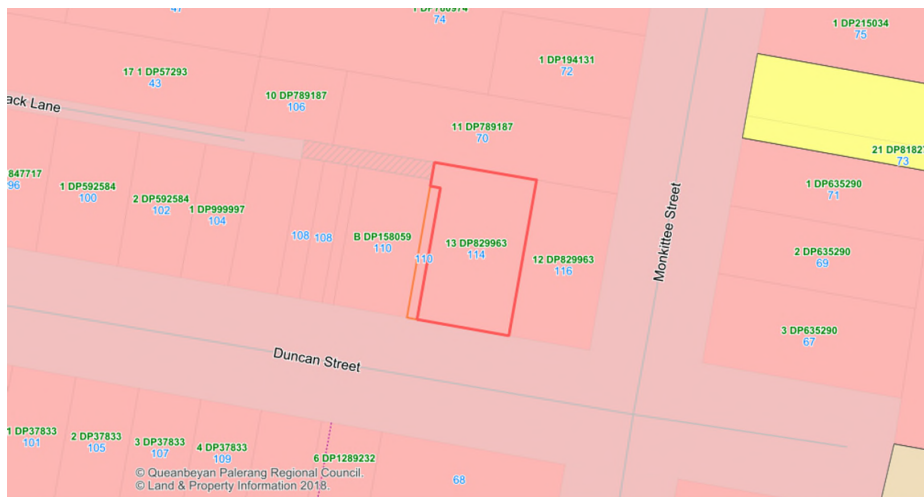 41
1 DP788974
74
1 DP215034
75
17 1 DP57293
43
1 DP194131
72
10 DP789187
106
ack Lane
11 DP789187
70
21 DP8182
73
847717
96
1 DP592584
100
2 DP592584
102
1 DP999997
104
108
108
B DP158059
110
110
13 DP829963
114
12 DP829963
116
Monkittee Street
1 DP635290
71
2 DP635290
69
3 DP635290
67
Duncan Street
1 DP37833
101
2 DP37833
105
3 DP37833
107
4 DP37833
109
6 DP1289232
68
© Queanbeyan Palerang Regional Council.
© Land & Property Information 2018.